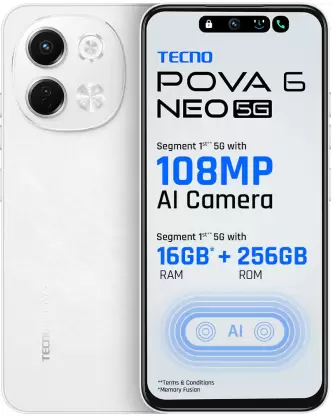 TECNO
POVA 6
NEO 5G
Segment 1st** 5G with
108MP
AI Camera
Segment 1st** 5G with
16GB* + 256GB
RAM ROM
AI
**Terms & Conditions
*Memory Fusion
TECNO